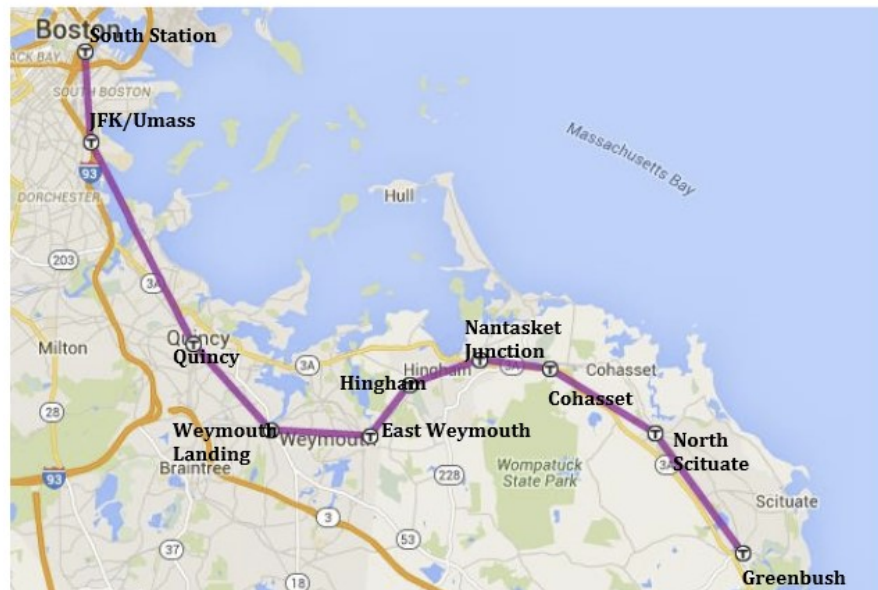 Boston
South Station
ACK BAY
SOUTH BOSTON
JFK/Umass
93
DORCHESTER
Massachusetts Bay
Hull
203
3A
Milton
Quincy
Quincy
3A
Nantasket
Junction
Hingham
Hingham
3A
Cohasset
Cohasset
28
Weymouth
Landing
Weymouth
East Weymouth
North
Scituate
Braintree
93
228
Wompatuck
State Park
3A
Scituate
3
53
37
18
Greenbush